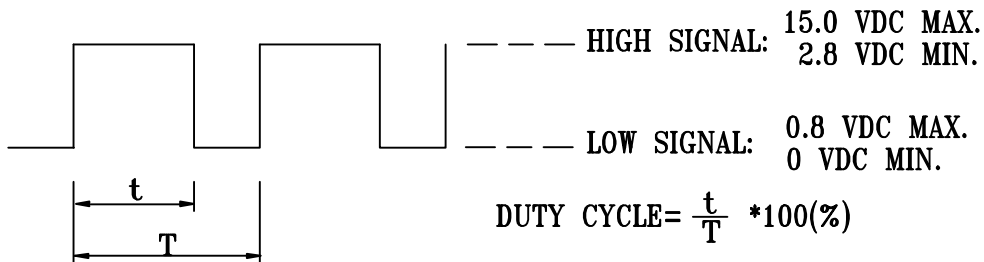 HIGH SIGNAL: 15.0 VDC MAX.
2.8 VDC MIN.
LOW SIGNAL: 0.8 VDC MAX.
0 VDC MIN.
t
T
DUTY CYCLE= t/T *100(%)